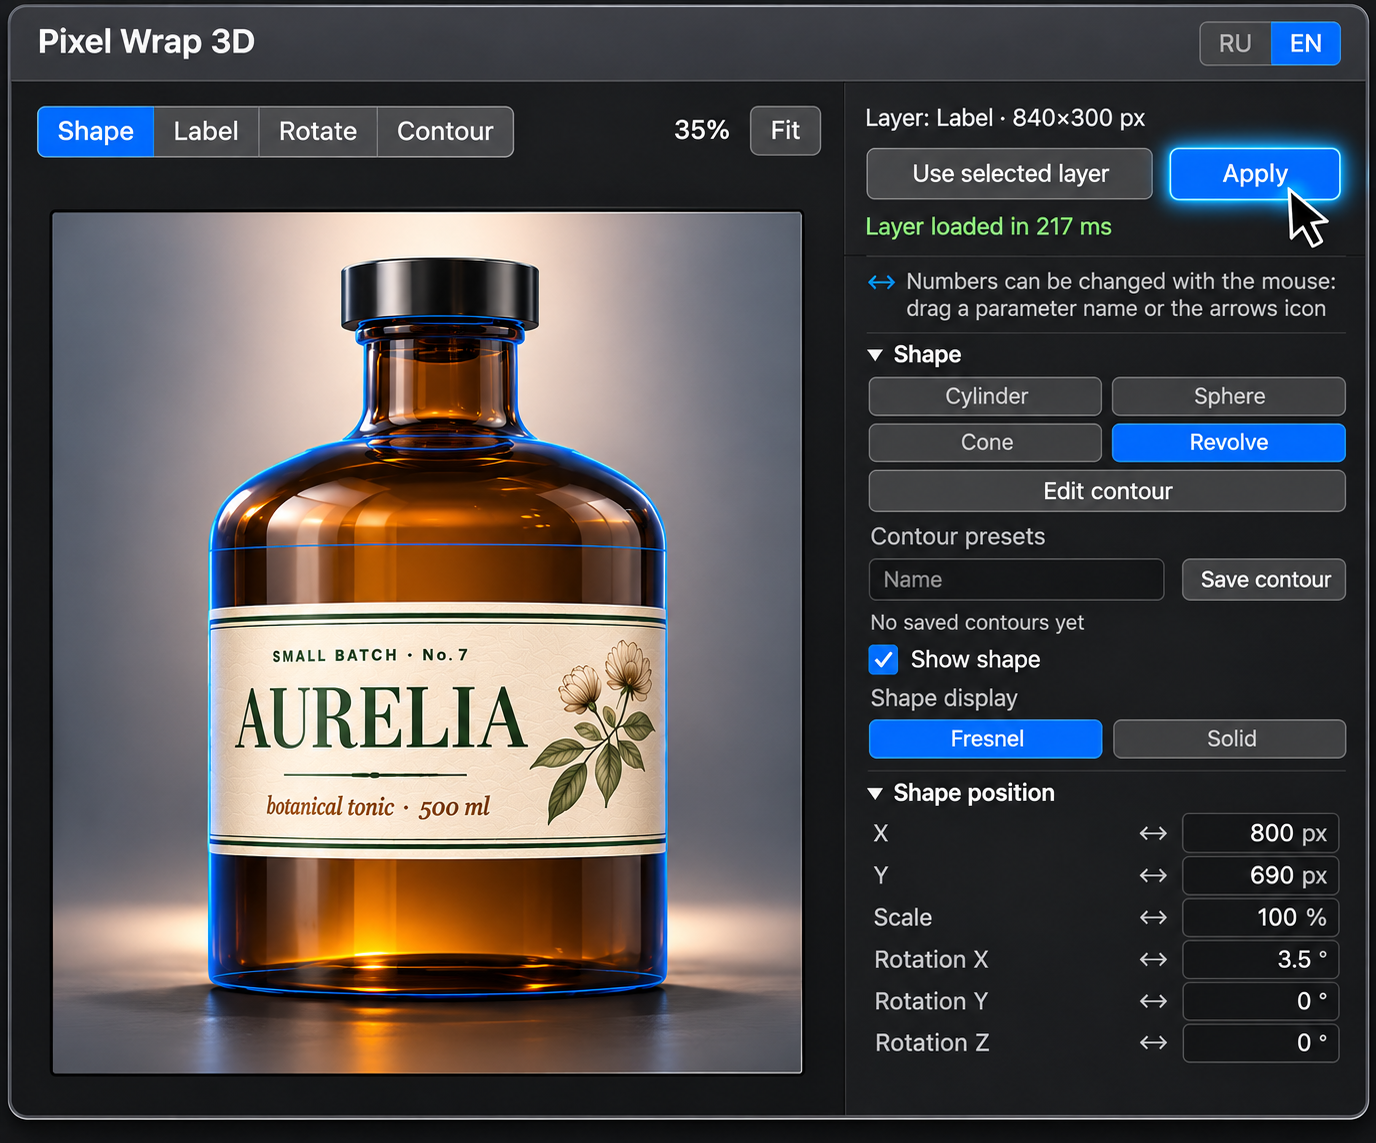 Pixel Wrap 3D
RU EN
Shape Label Rotate Contour
35% Fit
SMALL BATCH · No. 7
AURELIA
botanical tonic · 500 ml
Layer: Label · 840×300 px
Use selected layer Apply
Layer loaded in 217 ms
Numbers can be changed with the mouse:
drag a parameter name or the arrows icon
Shape
Cylinder Sphere
Cone Revolve
Edit contour
Contour presets
Name Save contour
No saved contours yet
Show shape
Shape display
Fresnel Solid
Shape position
X 800 px
Y 690 px
Scale 100 %
Rotation X 3.5 °
Rotation Y 0 °
Rotation Z 0 °